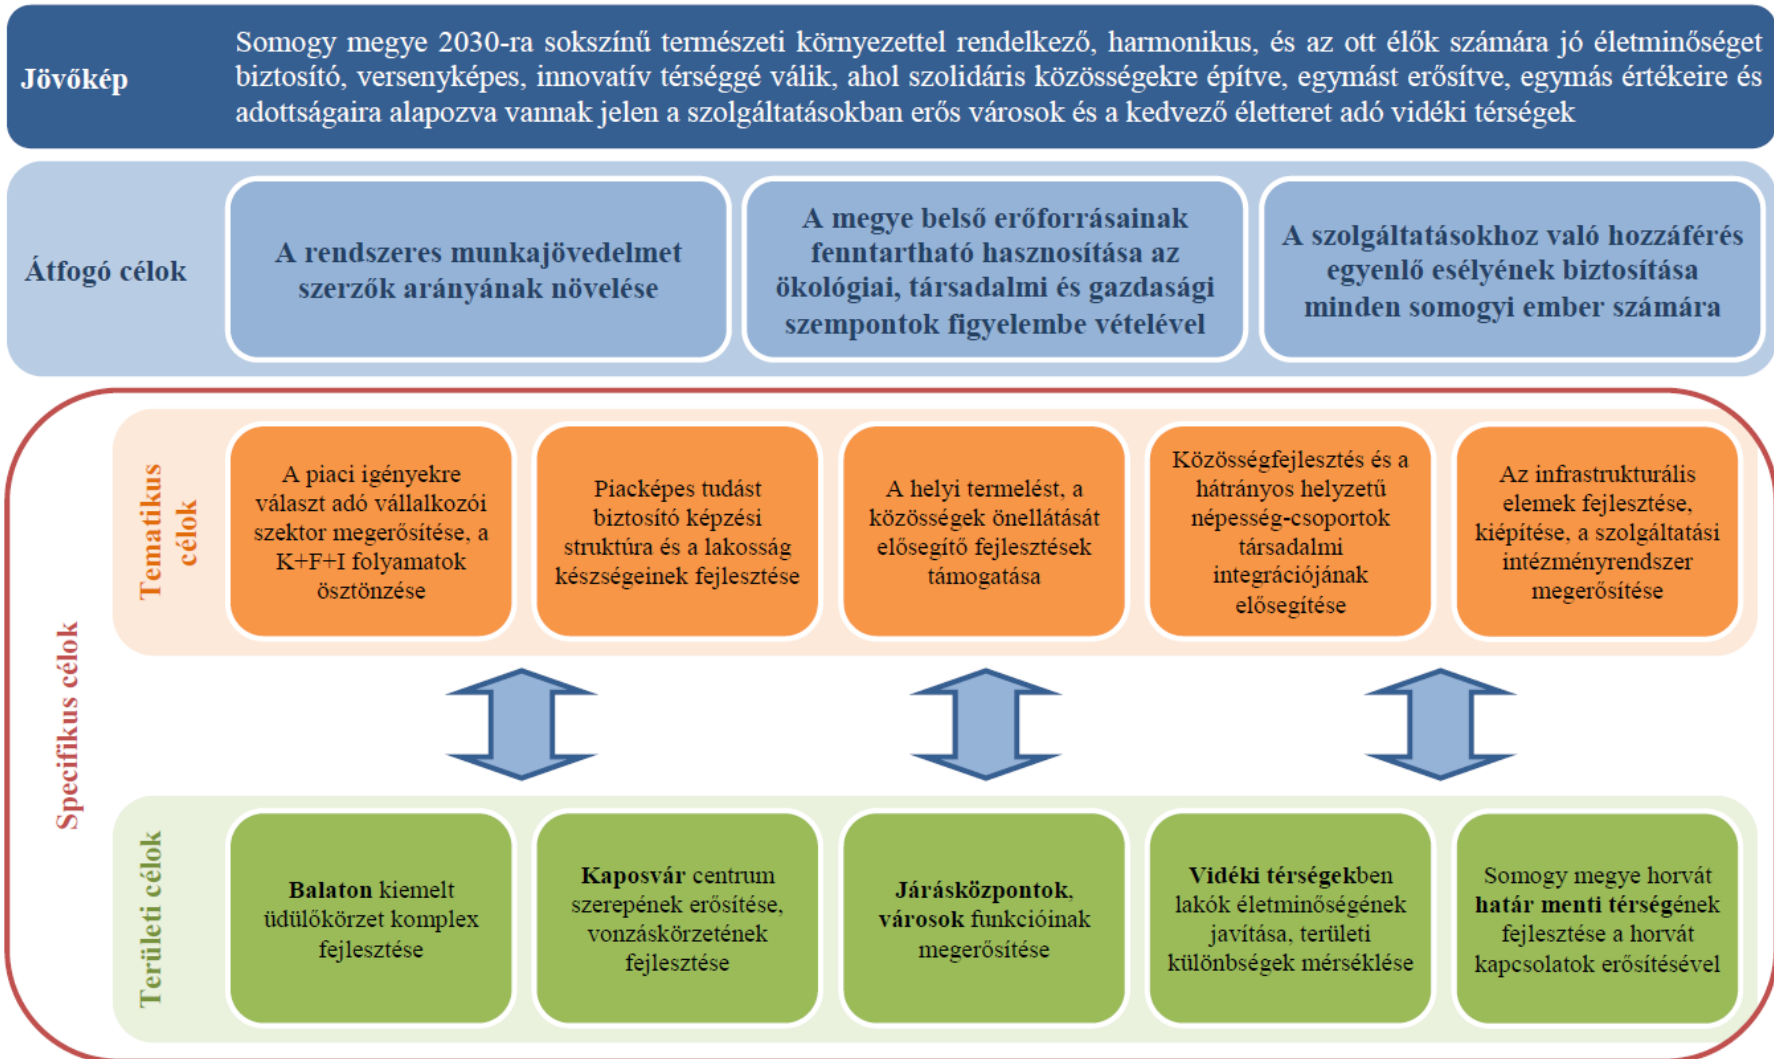 Jövőkép
Somogy megye 2030-ra sokszínű természeti környezettel rendelkező, harmonikus, és az ott élők számára jó életminőséget
biztosító, versenyképes, innovatív térséggé válik, ahol szolidáris közösségekre építve, egymást erősítve, egymás értékeire és
adottságaira alapozva vannak jelen a szolgáltatásokban erős városok és a kedvező életteret adó vidéki térségek
Átfogó célok
A rendszeres munkajövedelmet
szerzők arányának növelése
A megye belső erőforrásainak
fenntartható hasznosítása az
ökológiai, társadalmi és gazdasági
szempontok figyelembe vételével
A szolgáltatásokhoz való hozzáférés
egyenlő esélyének biztosítása
minden somogyi ember számára
Specifikus célok
Tematikus
célok
A piaci igényekre
választ adó vállalkozói
szektor megerősítése, a
K+F+I folyamatok
ösztönzése
Piacképes tudást
biztosító képzési
struktúra és a lakosság
készségeinek fejlesztése
A helyi termelést, a
közösségek önellátását
elősegítő fejlesztések
támogatása
Közösségfejlesztés és a
hátrányos helyzetű
népesség-csoportok
társadalmi
integrációjának
elősegítése
Az infrastrukturális
elemek fejlesztése,
kiépítése, a szolgáltatási
intézményrendszer
megerősítése
Területi célok
Balaton kiemelt
üdülőkörzet komplex
fejlesztése
Kaposvár centrum
szerepének erősítése,
vonzáskörzetének
fejlesztése
Járásközpontok,
városok funkcióinak
megerősítése
Vidéki térségekben
lakók életminőségének
javítása, területi
különbségek mérséklése
Somogy megye horvát
határ menti térségének
fejlesztése a horvát
kapcsolatok erősítésével